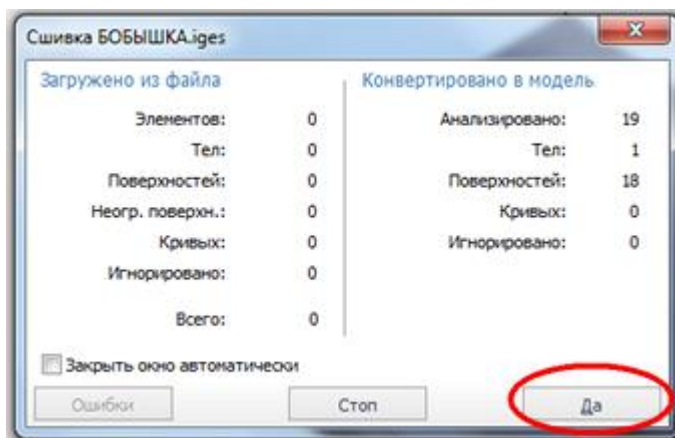 Сшивка БОБЫШКА.iges
Загружено из файла
Элементов: 0
Тел: 0
Поверхностей: 0
Неогр. поверхн.: 0
Кривых: 0
Игнорировано: 0
Всего: 0
Конвертировано в модель
Анализировано: 19
Тел: 1
Поверхностей: 18
Кривых: 0
Игнорировано: 0
Закрыть окно автоматически
Ошибки Стоп Да